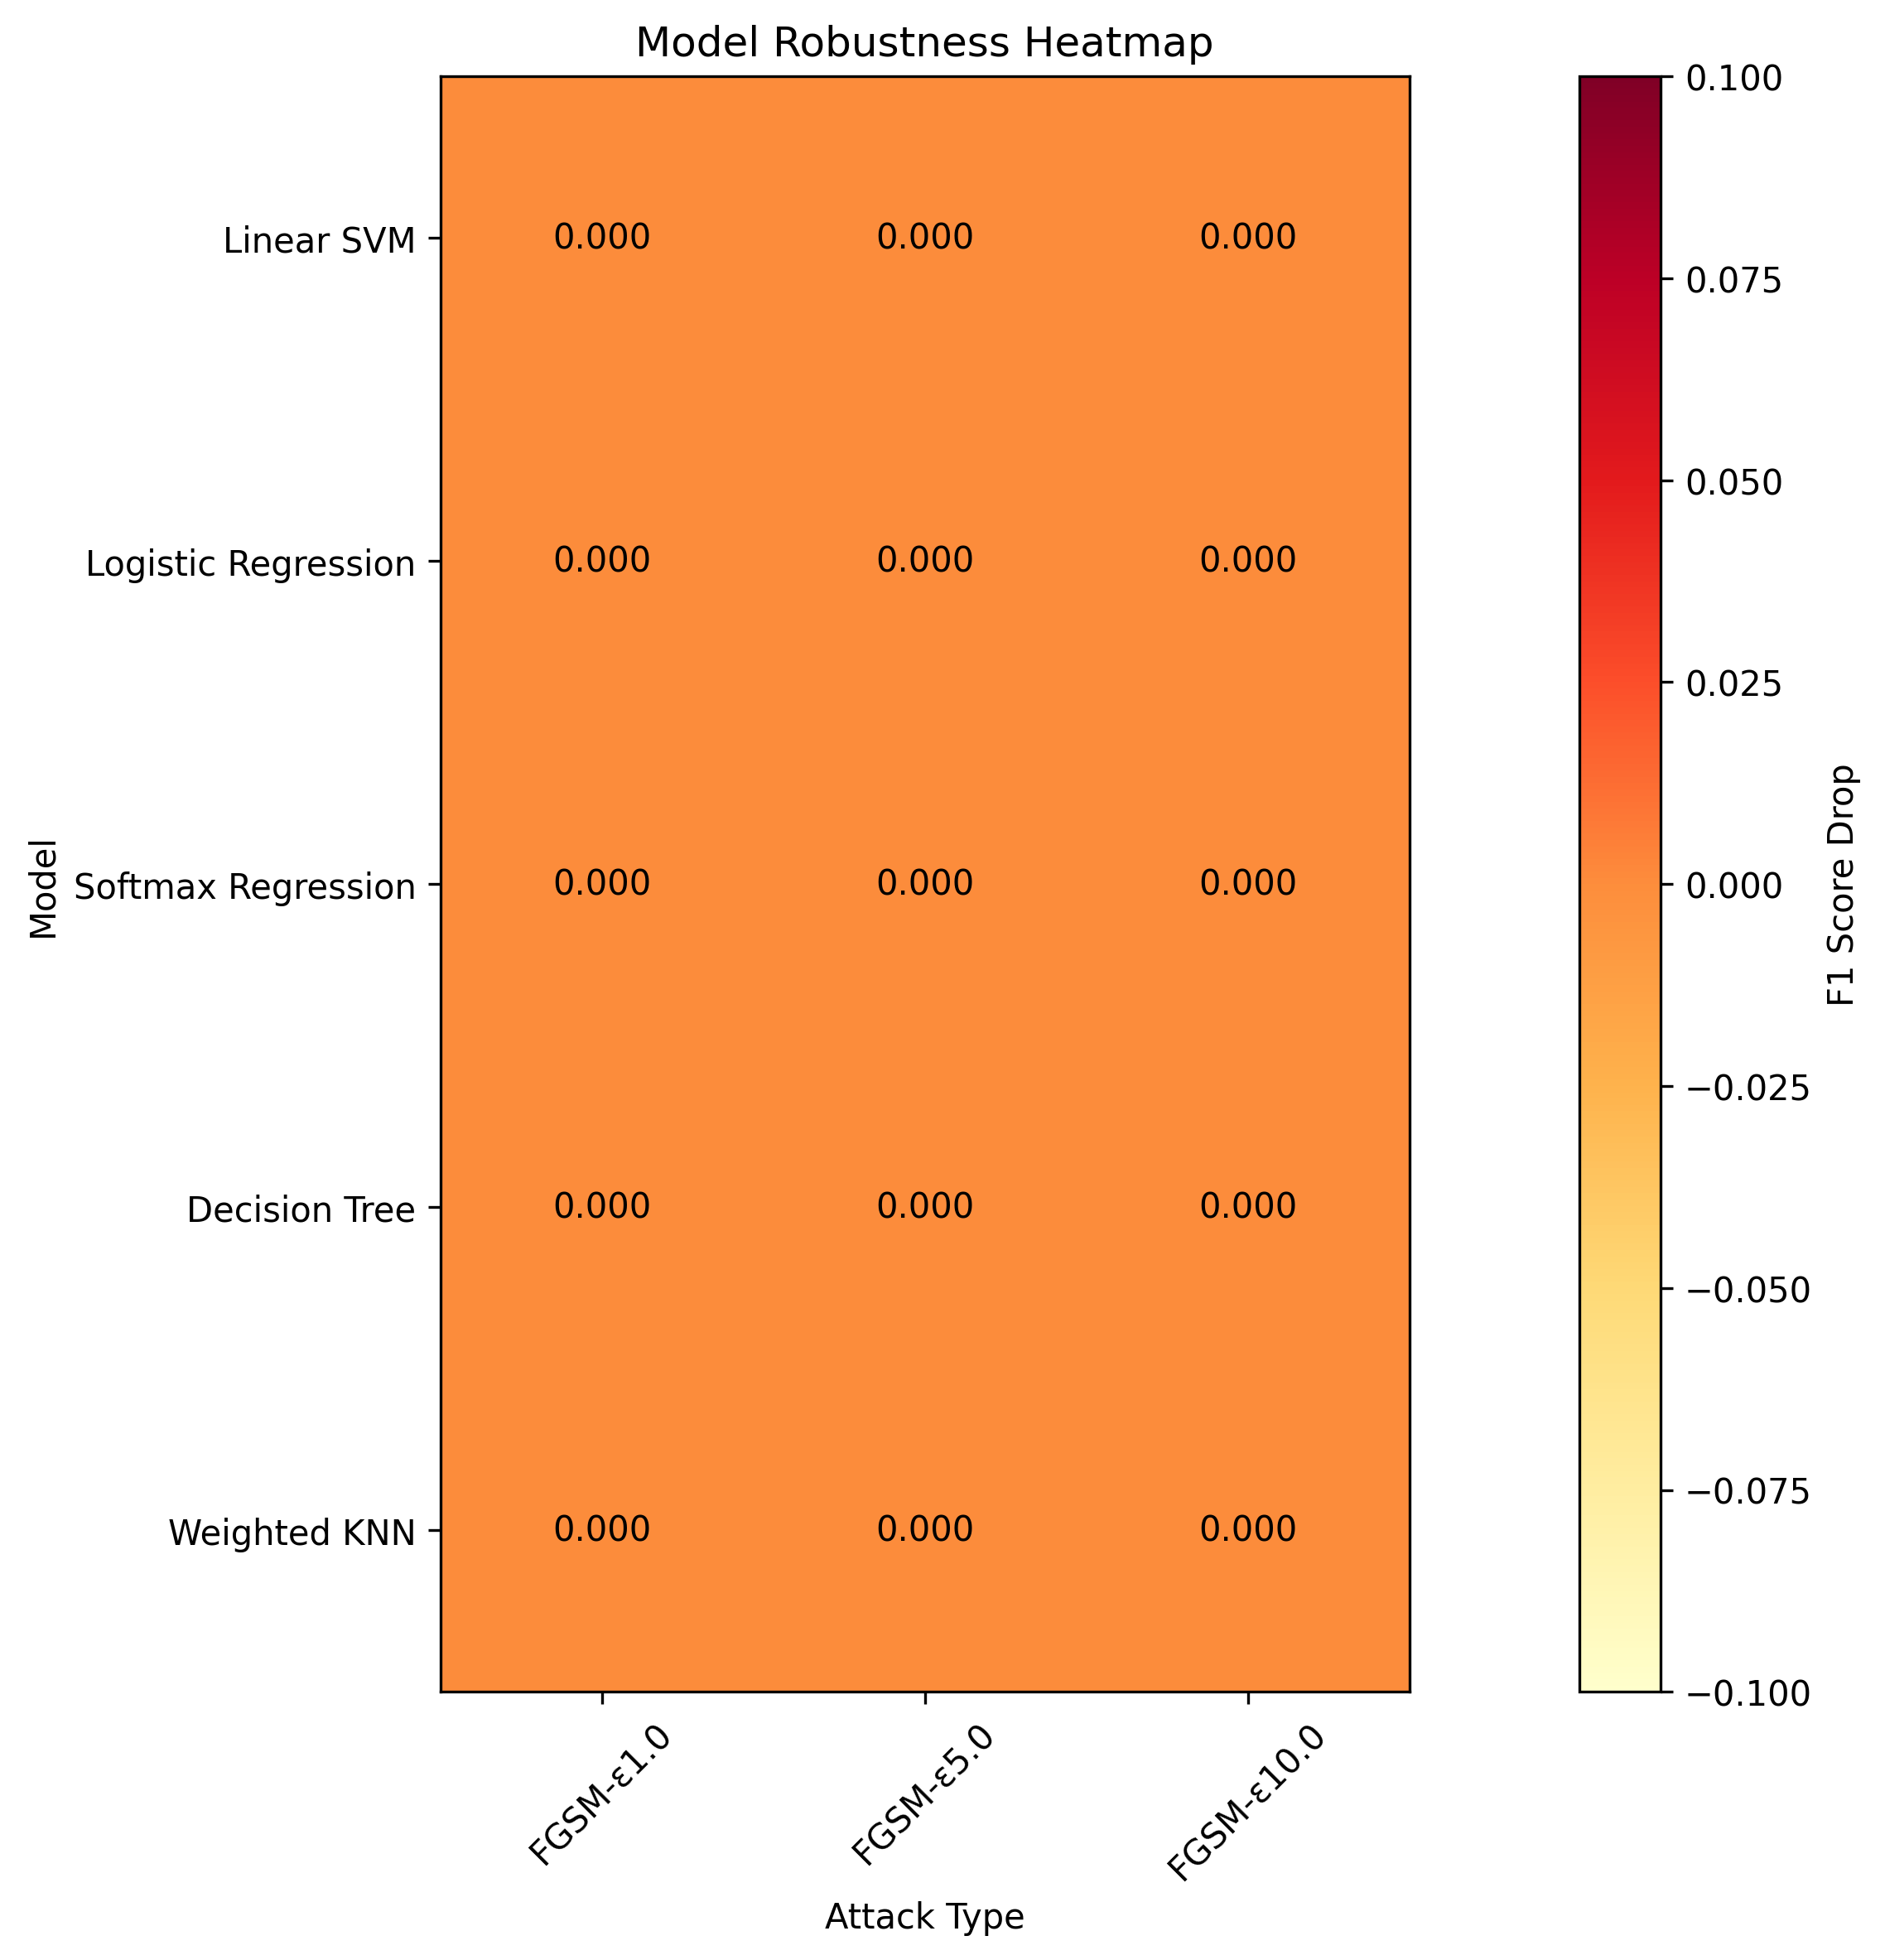 Model Robustness Heatmap
Linear SVM
0.000 0.000 0.000
Logistic Regression
0.000 0.000 0.000
Softmax Regression
0.000 0.000 0.000
Decision Tree
0.000 0.000 0.000
Weighted KNN
0.000 0.000 0.000
Model
FGSM-ε1.0
FGSM-ε5.0
FGSM-ε10.0
Attack Type
0.100
0.075
0.050
0.025
0.000
−0.025
−0.050
−0.075
−0.100
F1 Score Drop